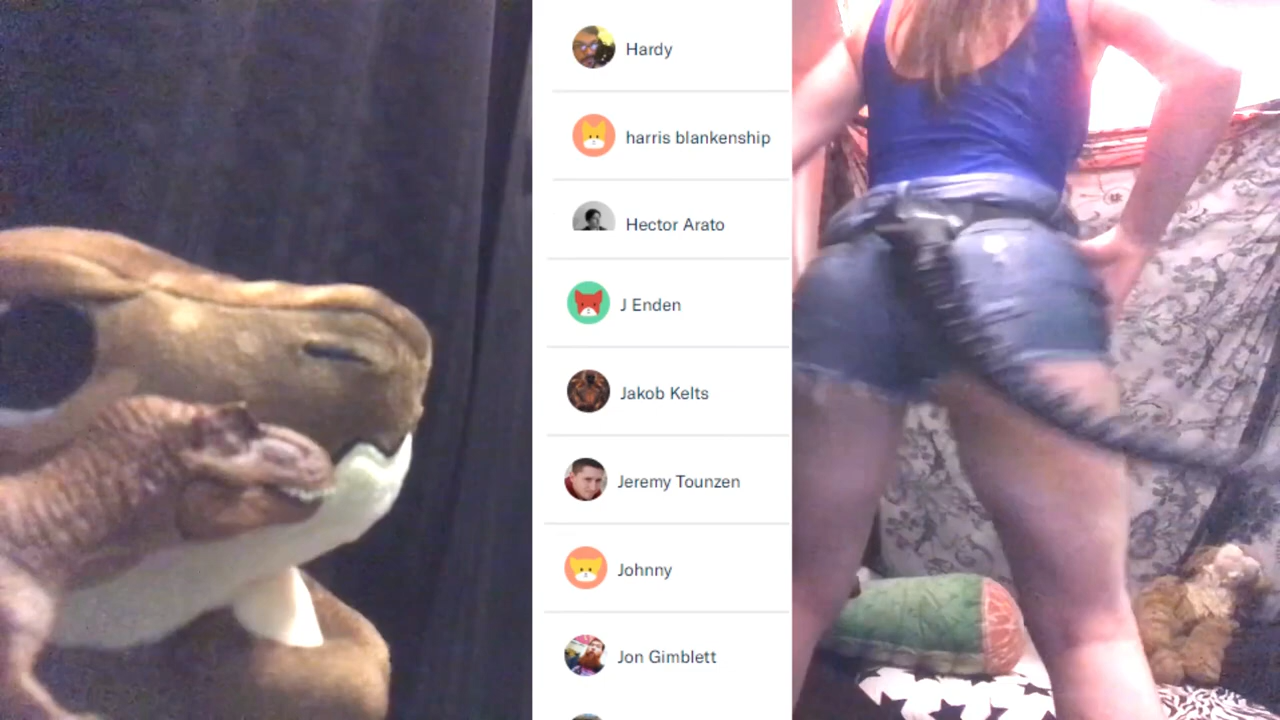 Hardy
harris blankenship
Hector Arato
J Enden
Jakob Kelts
Jeremy Tounzen
Johnny
Jon Gimblett